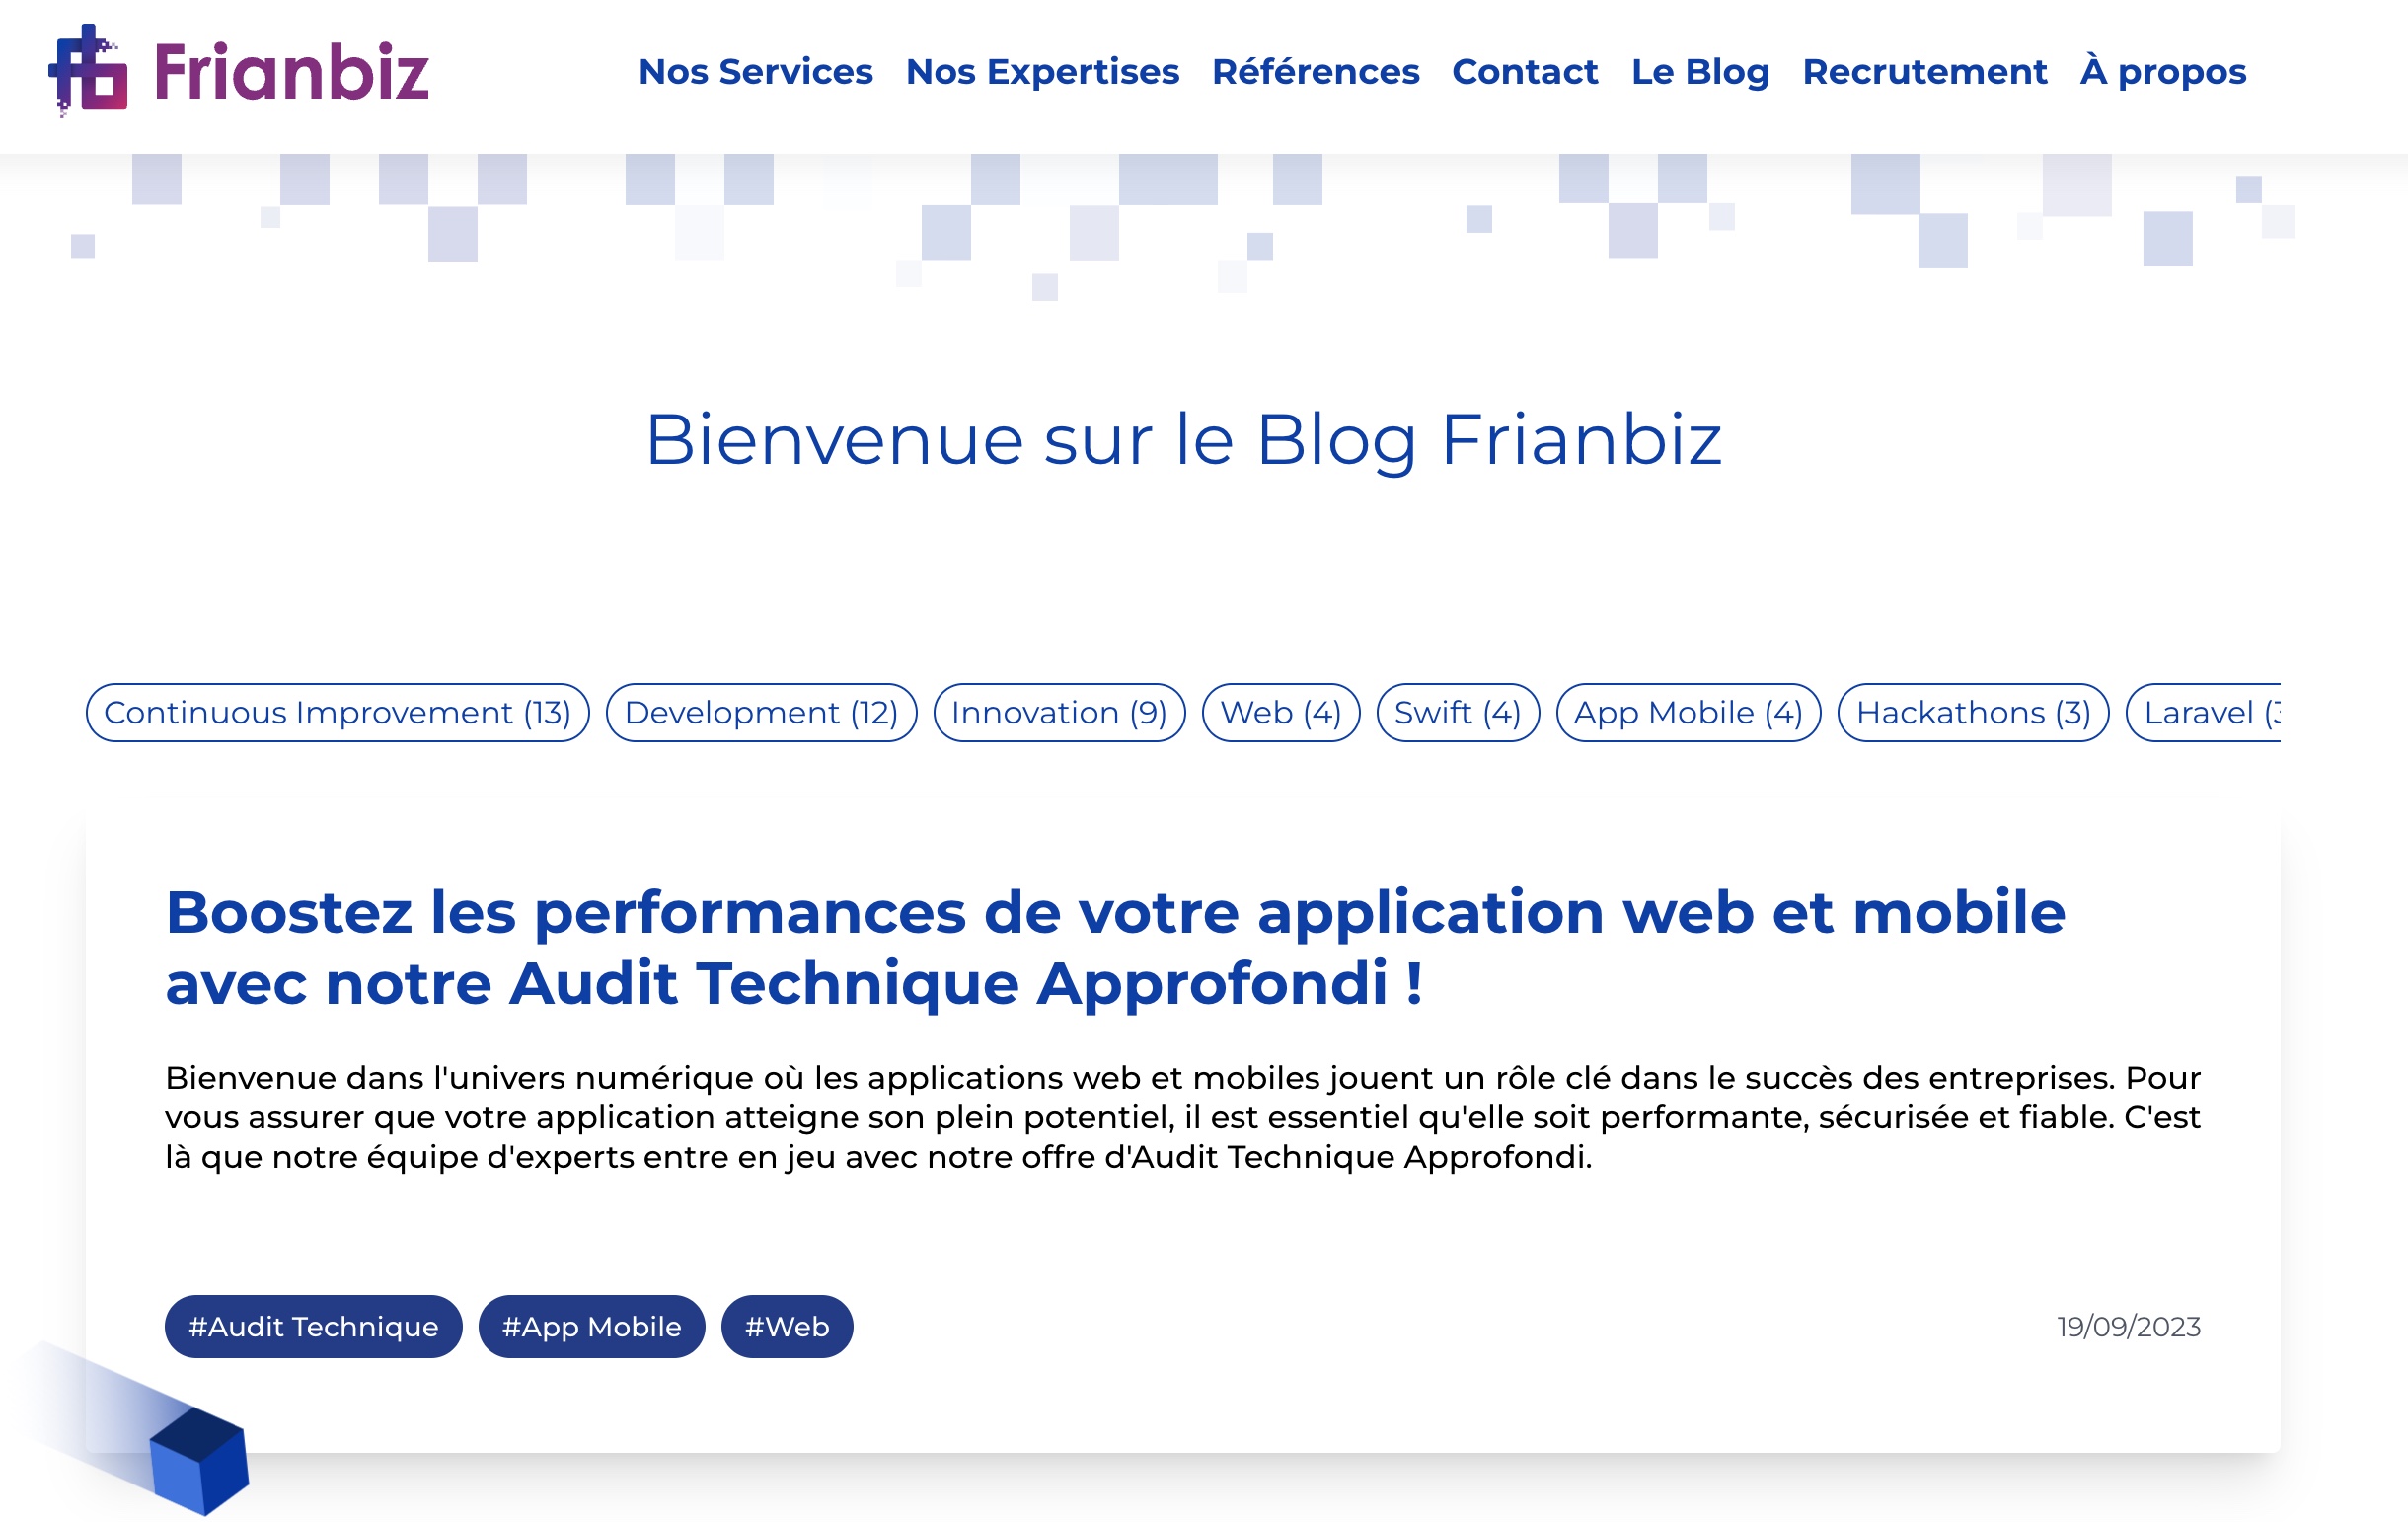 Frianbiz
Nos Services Nos Expertises Références Contact Le Blog Recrutement À propos
Bienvenue sur le Blog Frianbiz
Continuous Improvement (13) Development (12) Innovation (9) Web (4) Swift (4) App Mobile (4) Hackathons (3) Laravel
Boostez les performances de votre application web et mobile
avec notre Audit Technique Approfondi !
Bienvenue dans l'univers numérique où les applications web et mobiles jouent un rôle clé dans le succès des entreprises. Pour
vous assurer que votre application atteigne son plein potentiel, il est essentiel qu'elle soit performante, sécurisée et fiable. C'est
là que notre équipe d'experts entre en jeu avec notre offre d'Audit Technique Approfondi.
#Audit Technique #App Mobile #Web 19/09/2023